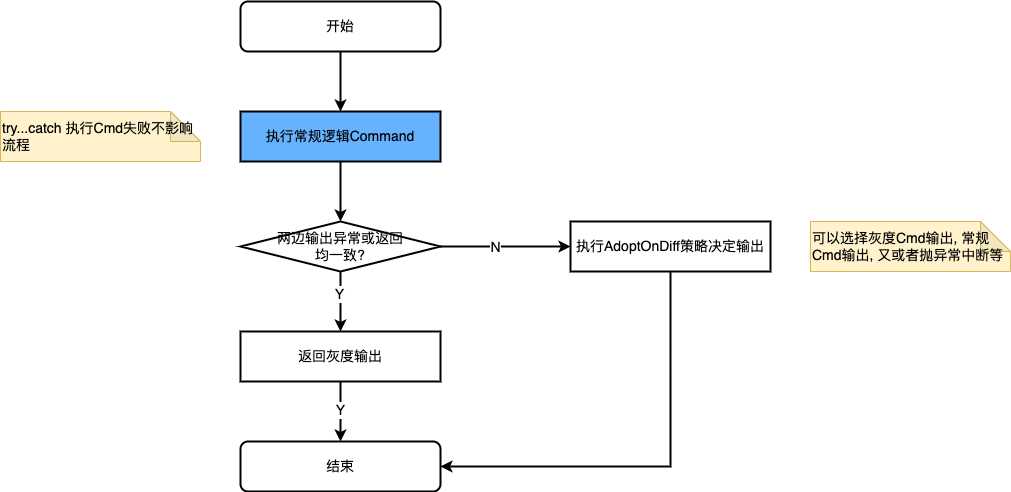 开始
try...catch 执行Cmd失败不影响
流程
执行常规逻辑Command
两边输出异常或返回
均一致?
N
执行AdoptOnDiff策略决定输出
可以选择灰度Cmd输出, 常规
Cmd输出, 又或者抛异常中断等
Y
返回灰度输出
Y
结束